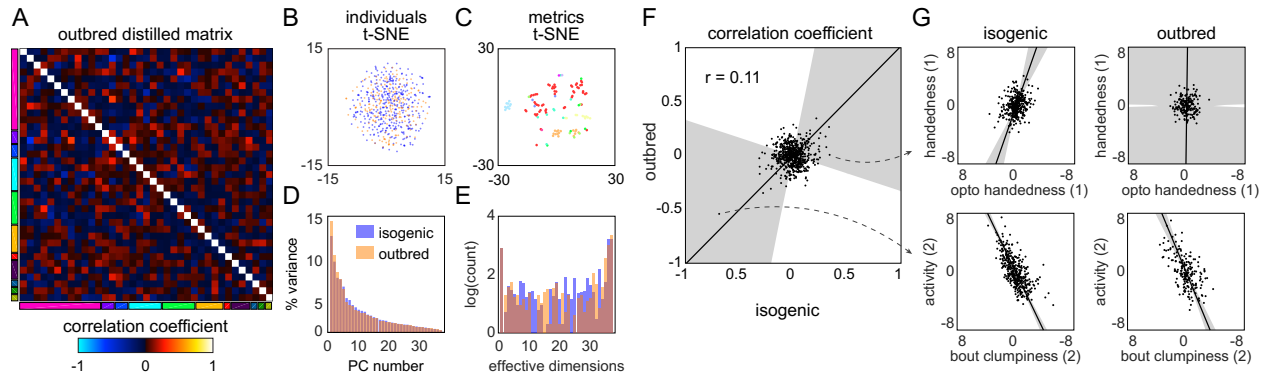 A
outbred distilled matrix
correlation coefficient
-1
0
1
B
individuals
t-SNE
15
-15
-15
15
C
metrics
t-SNE
30
-30
-30
30
D
% variance
15
10
5
0
isogenic
outbred
0
10
20
30
PC number
E
log(count)
4
2
0
0
10
20
30
effective dimensions
F
correlation coefficient
r = 0.11
outbred
1
0.5
0
-0.5
-1
-1
-0.5
0
0.5
1
isogenic
G
isogenic
handedness (1)
8
0
-8
8
0
-8
opto handedness (1)
outbred
handedness (1)
8
0
-8
8
0
-8
opto handedness (1)
activity (2)
8
0
-8
8
0
-8
bout clumpiness (2)
activity (2)
8
0
-8
8
0
-8
bout clumpiness (2)